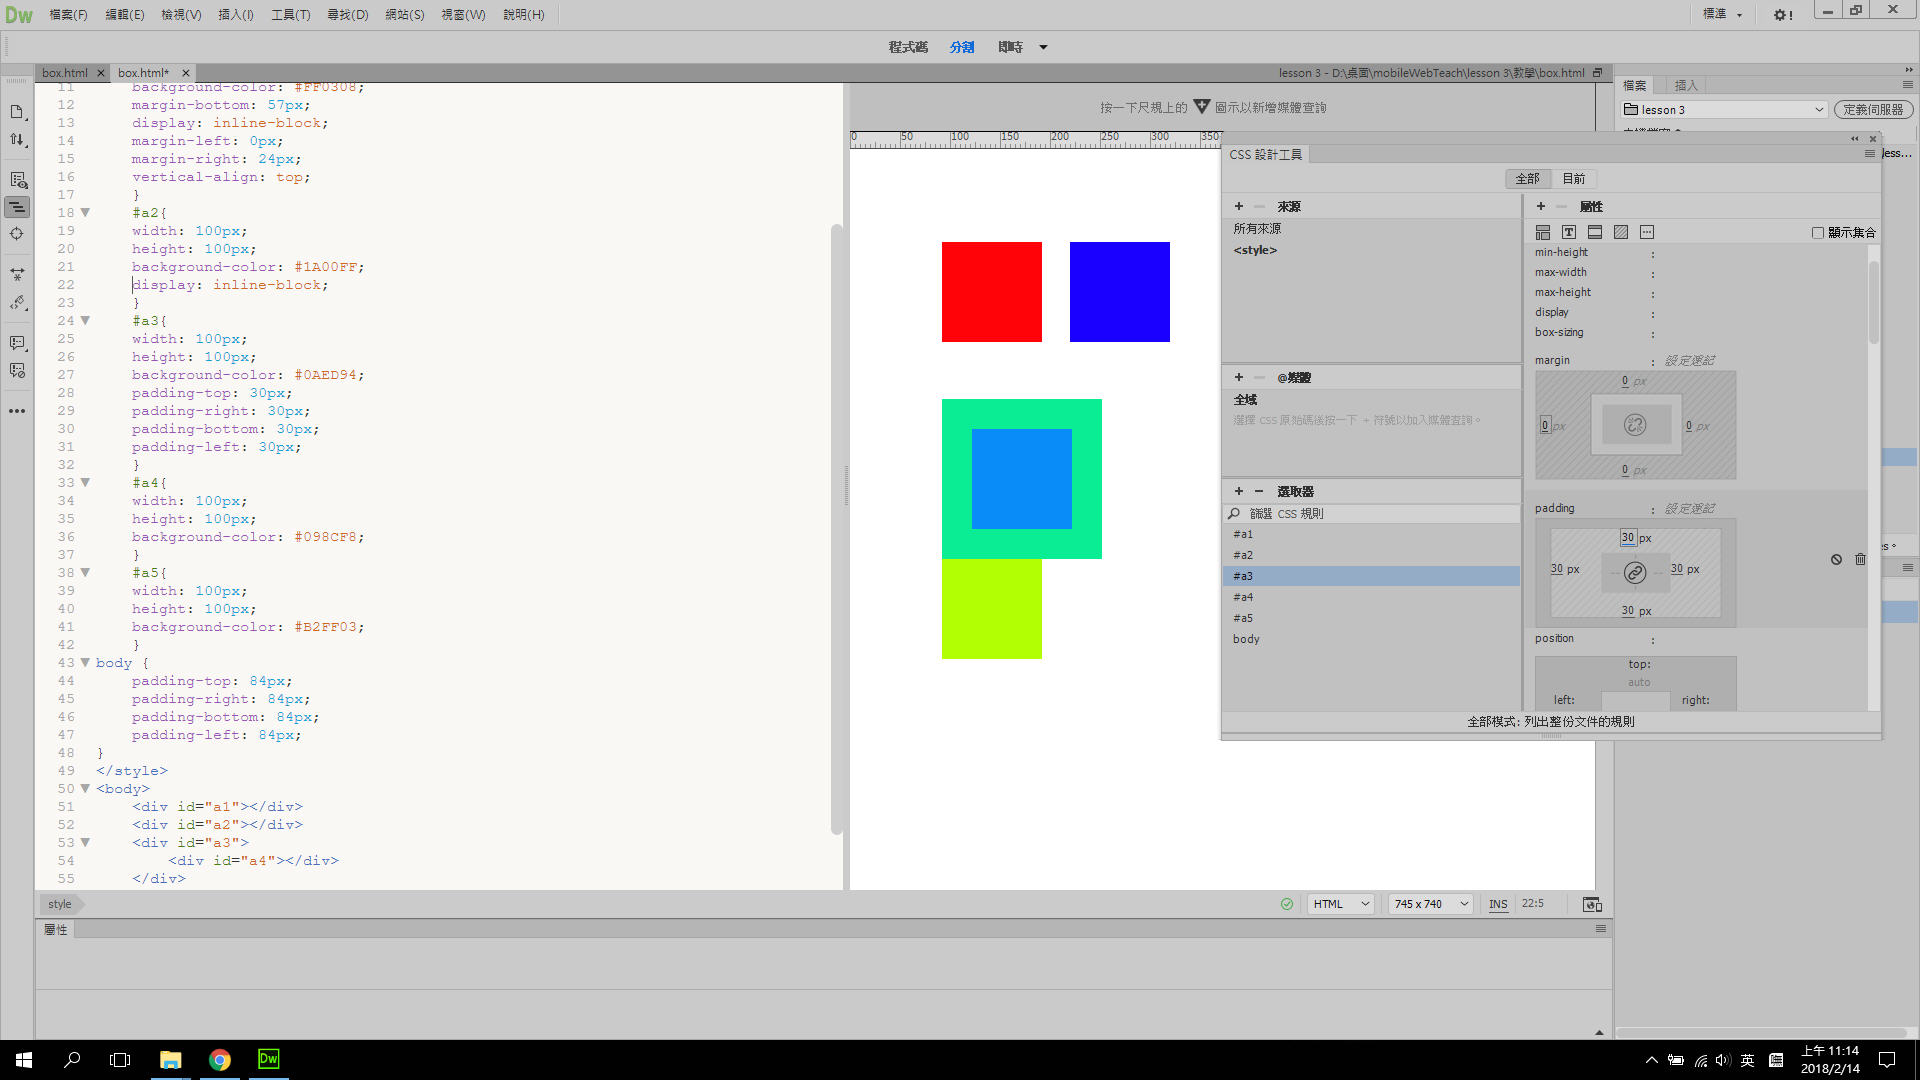 Dw 檔案(F) 編輯(E) 檢視(V) 插入(I) 工具(T) 尋找(D) 網站(S) 視窗(W) 說明(H) 標準
程式碼 分割 即時
box.html box.html* lesson 3 - D:\桌面\mobileWebTeach\lesson 3\教學\box.html
11 background-color: #FF0308;
12 margin-bottom: 57px;
13 display: inline-block;
14 margin-left: 0px;
15 margin-right: 24px;
16 vertical-align: top;
17 }
18 #a2{
19 width: 100px;
20 height: 100px;
21 background-color: #1A00FF;
22 display: inline-block;
23 }
24 #a3{
25 width: 100px;
26 height: 100px;
27 background-color: #0AED94;
28 padding-top: 30px;
29 padding-right: 30px;
30 padding-bottom: 30px;
31 padding-left: 30px;
32 }
33 #a4{
34 width: 100px;
35 height: 100px;
36 background-color: #098CF8;
37 }
38 #a5{
39 width: 100px;
40 height: 100px;
41 background-color: #B2FF03;
42 }
43 body {
44 padding-top: 84px;
45 padding-right: 84px;
46 padding-bottom: 84px;
47 padding-left: 84px;
48 }
49 </style>
50 <body>
51 <div id="a1"></div>
52 <div id="a2"></div>
53 <div id="a3">
54 <div id="a4"></div>
55 </div>
按一下尺規上的 圖示以新增媒體查詢
0 50 100 150 200 250 300 350
檔案 插入
lesson 3 定義伺服器
less...
CSS 設計工具
全部 目前
+ − 來源
所有來源
<style>
+ − @媒體
全域
選擇 CSS 原始碼後按一下 + 符號以加入媒體查詢。
+ − 選取器
篩選 CSS 規則
#a1
#a2
#a3
#a4
#a5
body
+ − 屬性
顯示集合
min-height :
max-width :
max-height :
display :
box-sizing :
margin : 設定速記
0 px
0 px 0 px
0 px
padding : 設定速記
30 px
30 px 30 px
30 px
position :
top:
auto
left: right:
全部模式: 列出整份文件的規則
style HTML 745 x 740 INS 22:5
屬性
Dw
英
上午 11:14
2018/2/14